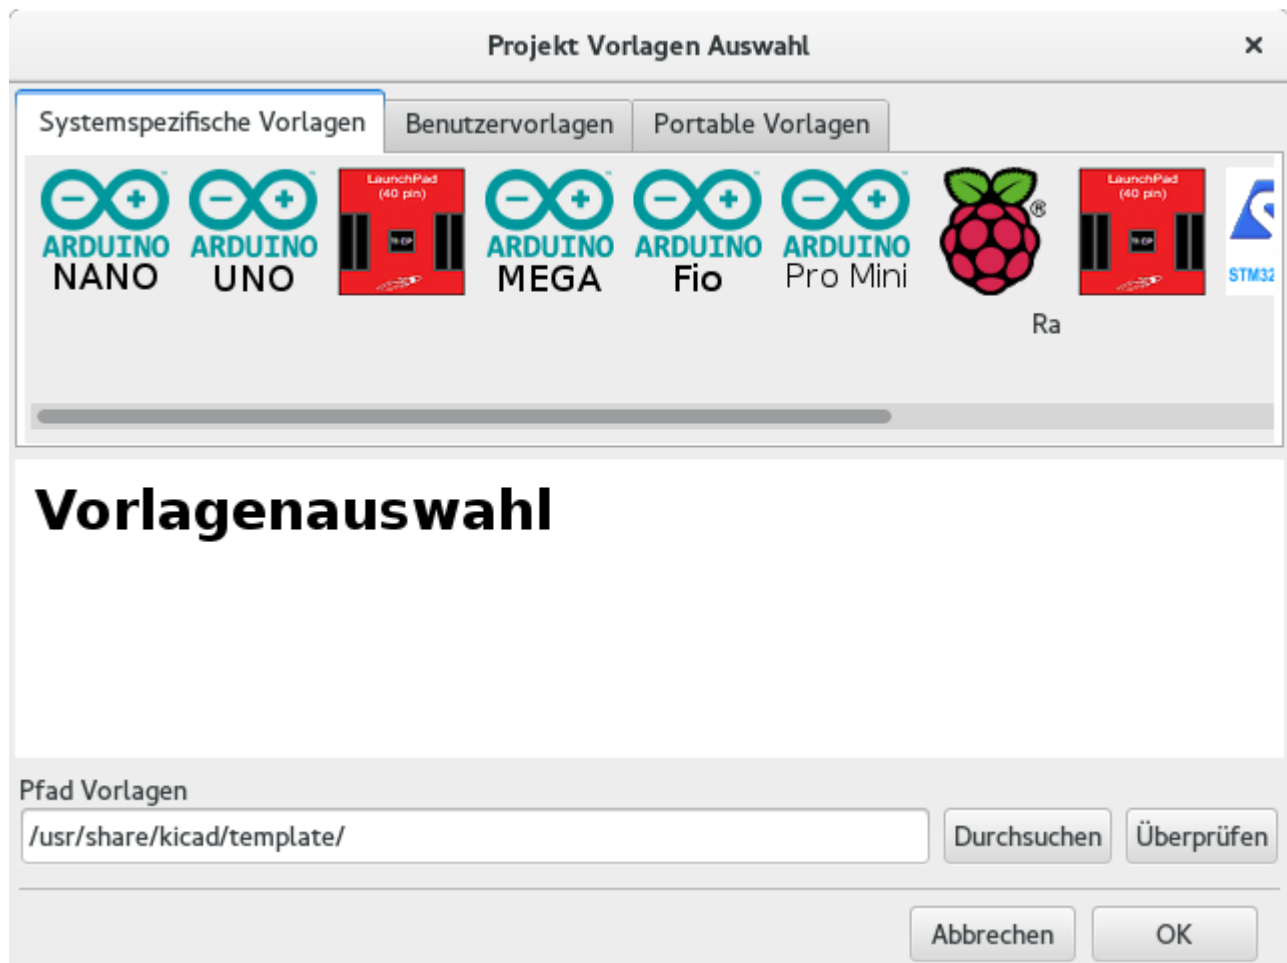 Projekt Vorlagen Auswahl ×
Systemspezifische Vorlagen Benutzervorlagen Portable Vorlagen
ARDUINO NANO
ARDUINO UNO
LaunchPad
(40 pin)
ARDUINO MEGA
ARDUINO Fio
ARDUINO Pro Mini
®
LaunchPad
(40 pin)
STM32
Ra
Vorlagenauswahl
Pfad Vorlagen
/usr/share/kicad/template/ Durchsuchen Überprüfen
Abbrechen OK